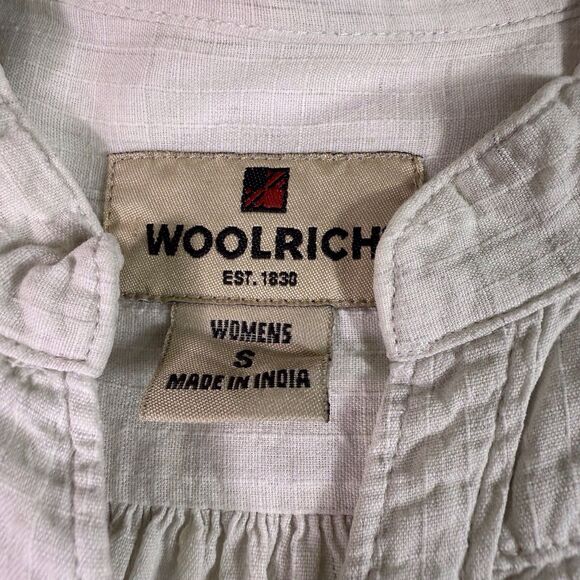 WOOLRICH
EST. 1830
WOMENS
S
MADE IN INDIA